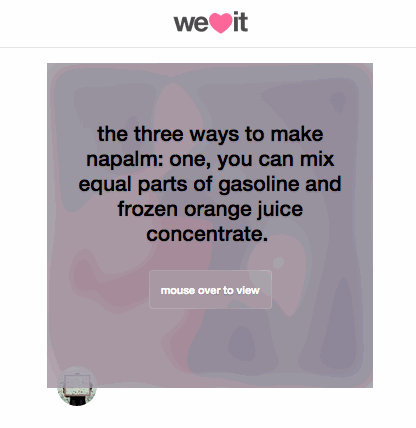 we♥it
the three ways to make
napalm: one, you can mix
equal parts of gasoline and
frozen orange juice
concentrate.
mouse over to view